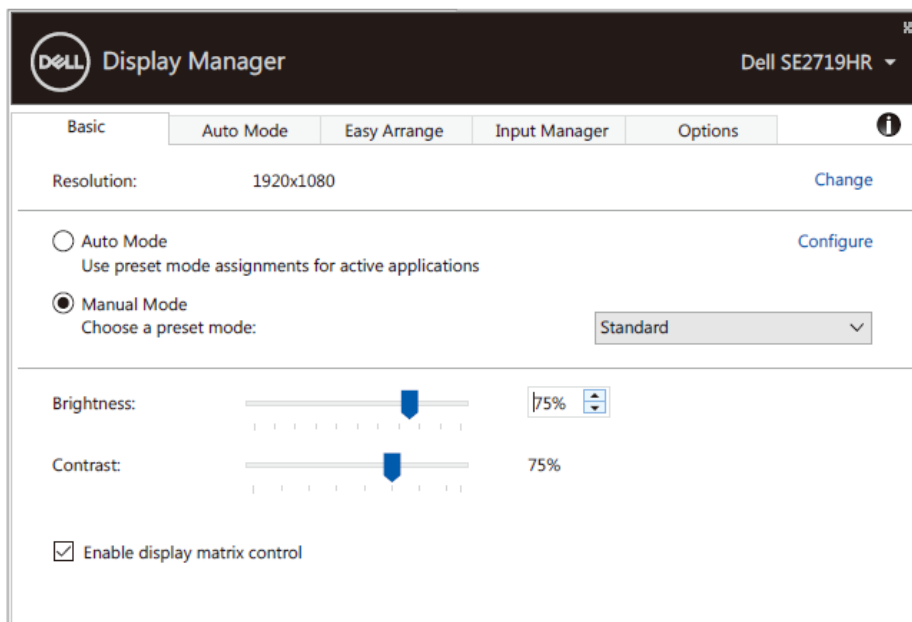 DELL Display Manager
Dell SE2719HR
Basic
Auto Mode
Easy Arrange
Input Manager
Options
Resolution:
1920x1080
Change
Auto Mode
Configure
Use preset mode assignments for active applications
Manual Mode
Choose a preset mode:
Standard
Brightness:
75%
Contrast:
75%
Enable display matrix control